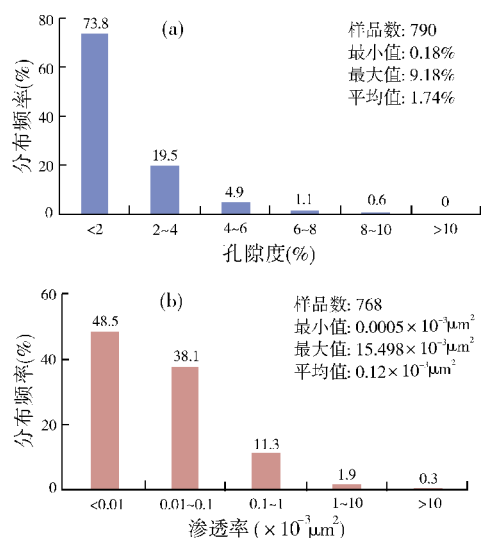 (a)
样品数: 790
最小值: 0.18%
最大值: 9.18%
平均值: 1.74%
分布频率(%)
80
60
40
20
0
73.8
19.5
4.9
1.1
0.6
0
<2 2~4 4~6 6~8 8~10 >10
孔隙度(%)
(b)
样品数: 768
最小值: 0.0005×10⁻³μm²
最大值: 15.498×10⁻³μm²
平均值: 0.12×10⁻³μm²
分布频率(%)
60
40
20
0
48.5
38.1
11.3
1.9
0.3
<0.01 0.01~0.1 0.1~1 1~10 >10
渗透率 (×10⁻³μm²)